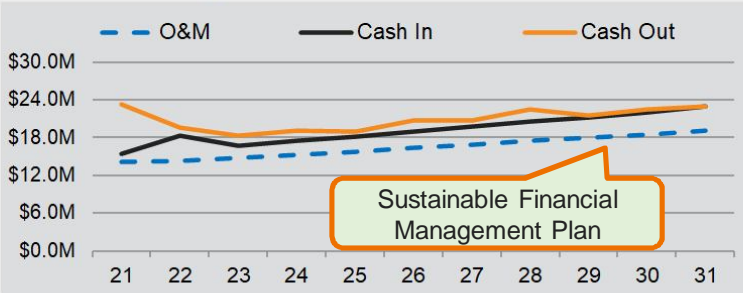 O&M Cash In Cash Out
$30.0M
$24.0M
$18.0M
$12.0M
$6.0M
$0.0M
Sustainable Financial
Management Plan
21 22 23 24 25 26 27 28 29 30 31